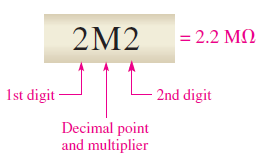 2M2 = 2.2 MΩ
1st digit 2nd digit
Decimal point
and multiplier